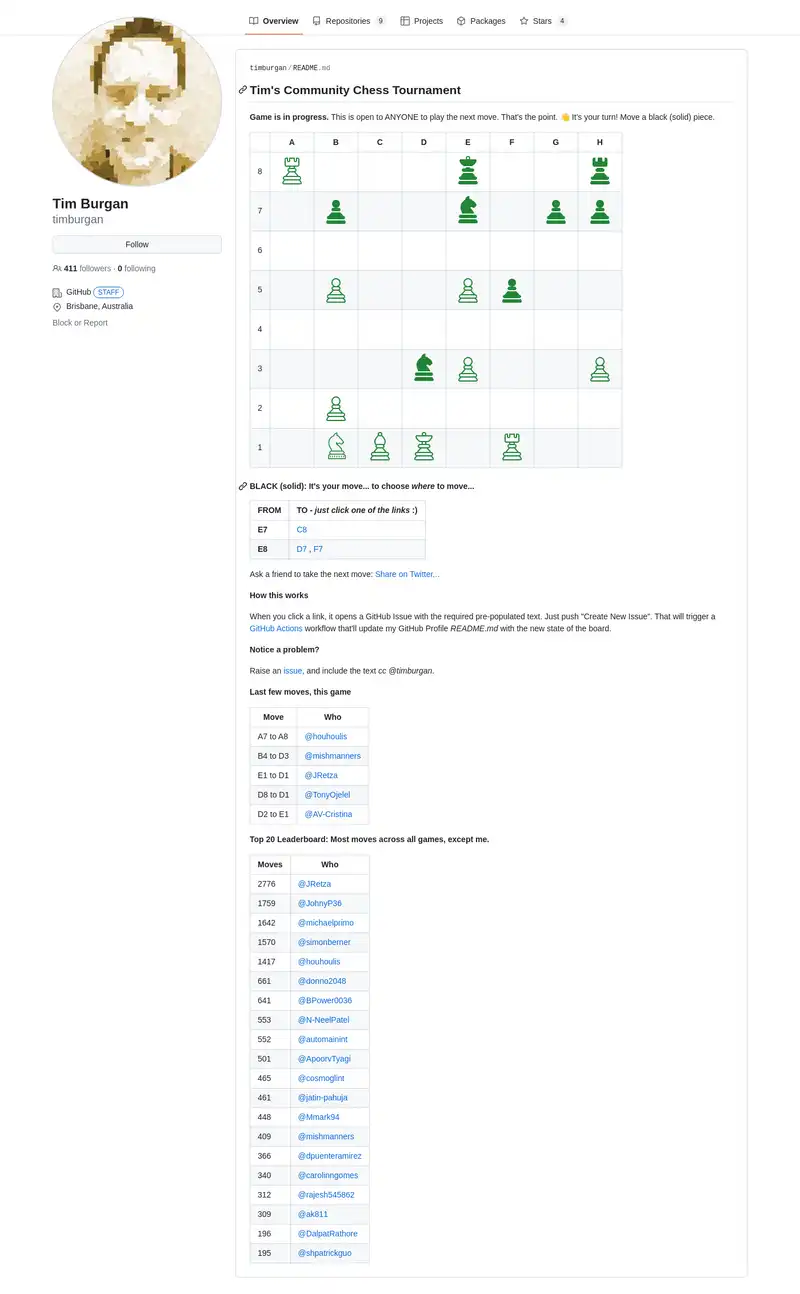 Overview Repositories 9 Projects Packages Stars 4
Tim Burgan
timburgan
Follow
411 followers · 0 following
GitHub STAFF
Brisbane, Australia
Block or Report
timburgan/README.md
Tim's Community Chess Tournament
Game is in progress. This is open to ANYONE to play the next move. That's the point. 👋 It's your turn! Move a black (solid) piece.
A B C D E F G H
8
7
6
5
4
3
2
1
BLACK (solid): It's your move... to choose where to move...
FROM TO - just click one of the links :)
E7 C8
E8 D7 , F7
Ask a friend to take the next move: Share on Twitter...
How this works
When you click a link, it opens a GitHub Issue with the required pre-populated text. Just push "Create New Issue". That will trigger a
GitHub Actions workflow that'll update my GitHub Profile README.md with the new state of the board.
Notice a problem?
Raise an issue, and include the text cc @timburgan.
Last few moves, this game
Move Who
A7 to A8 @houhoulis
B4 to D3 @mishmanners
E1 to D1 @JRetza
D8 to D1 @TonyOjelel
D2 to E1 @AV-Cristina
Top 20 Leaderboard: Most moves across all games, except me.
Moves Who
2776 @JRetza
1759 @JohnyP36
1642 @michaelprimo
1570 @simonberner
1417 @houhoulis
661 @donno2048
641 @BPower0036
553 @N-NeelPatel
552 @automainint
501 @ApoorvTyagi
465 @cosmoglint
461 @jatin-pahuja
448 @Mmark94
409 @mishmanners
366 @dpuenteramirez
340 @carolinngomes
312 @rajesh545862
309 @ak811
196 @DalpatRathore
195 @shpatrickguo